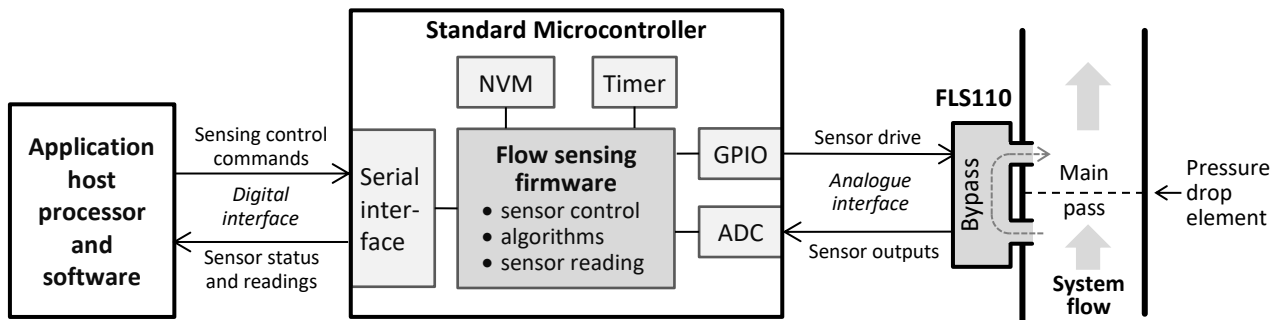 Standard Microcontroller
NVM
Timer
FLS110
Application
host
processor
and
software
Sensing control
commands
Digital
interface
Sensor status
and readings
Serial
inter-
face
Flow sensing
firmware
• sensor control
• algorithms
• sensor reading
GPIO
ADC
Sensor drive
Analogue
interface
Sensor outputs
Bypass
Main
pass
System
flow
Pressure
drop
element